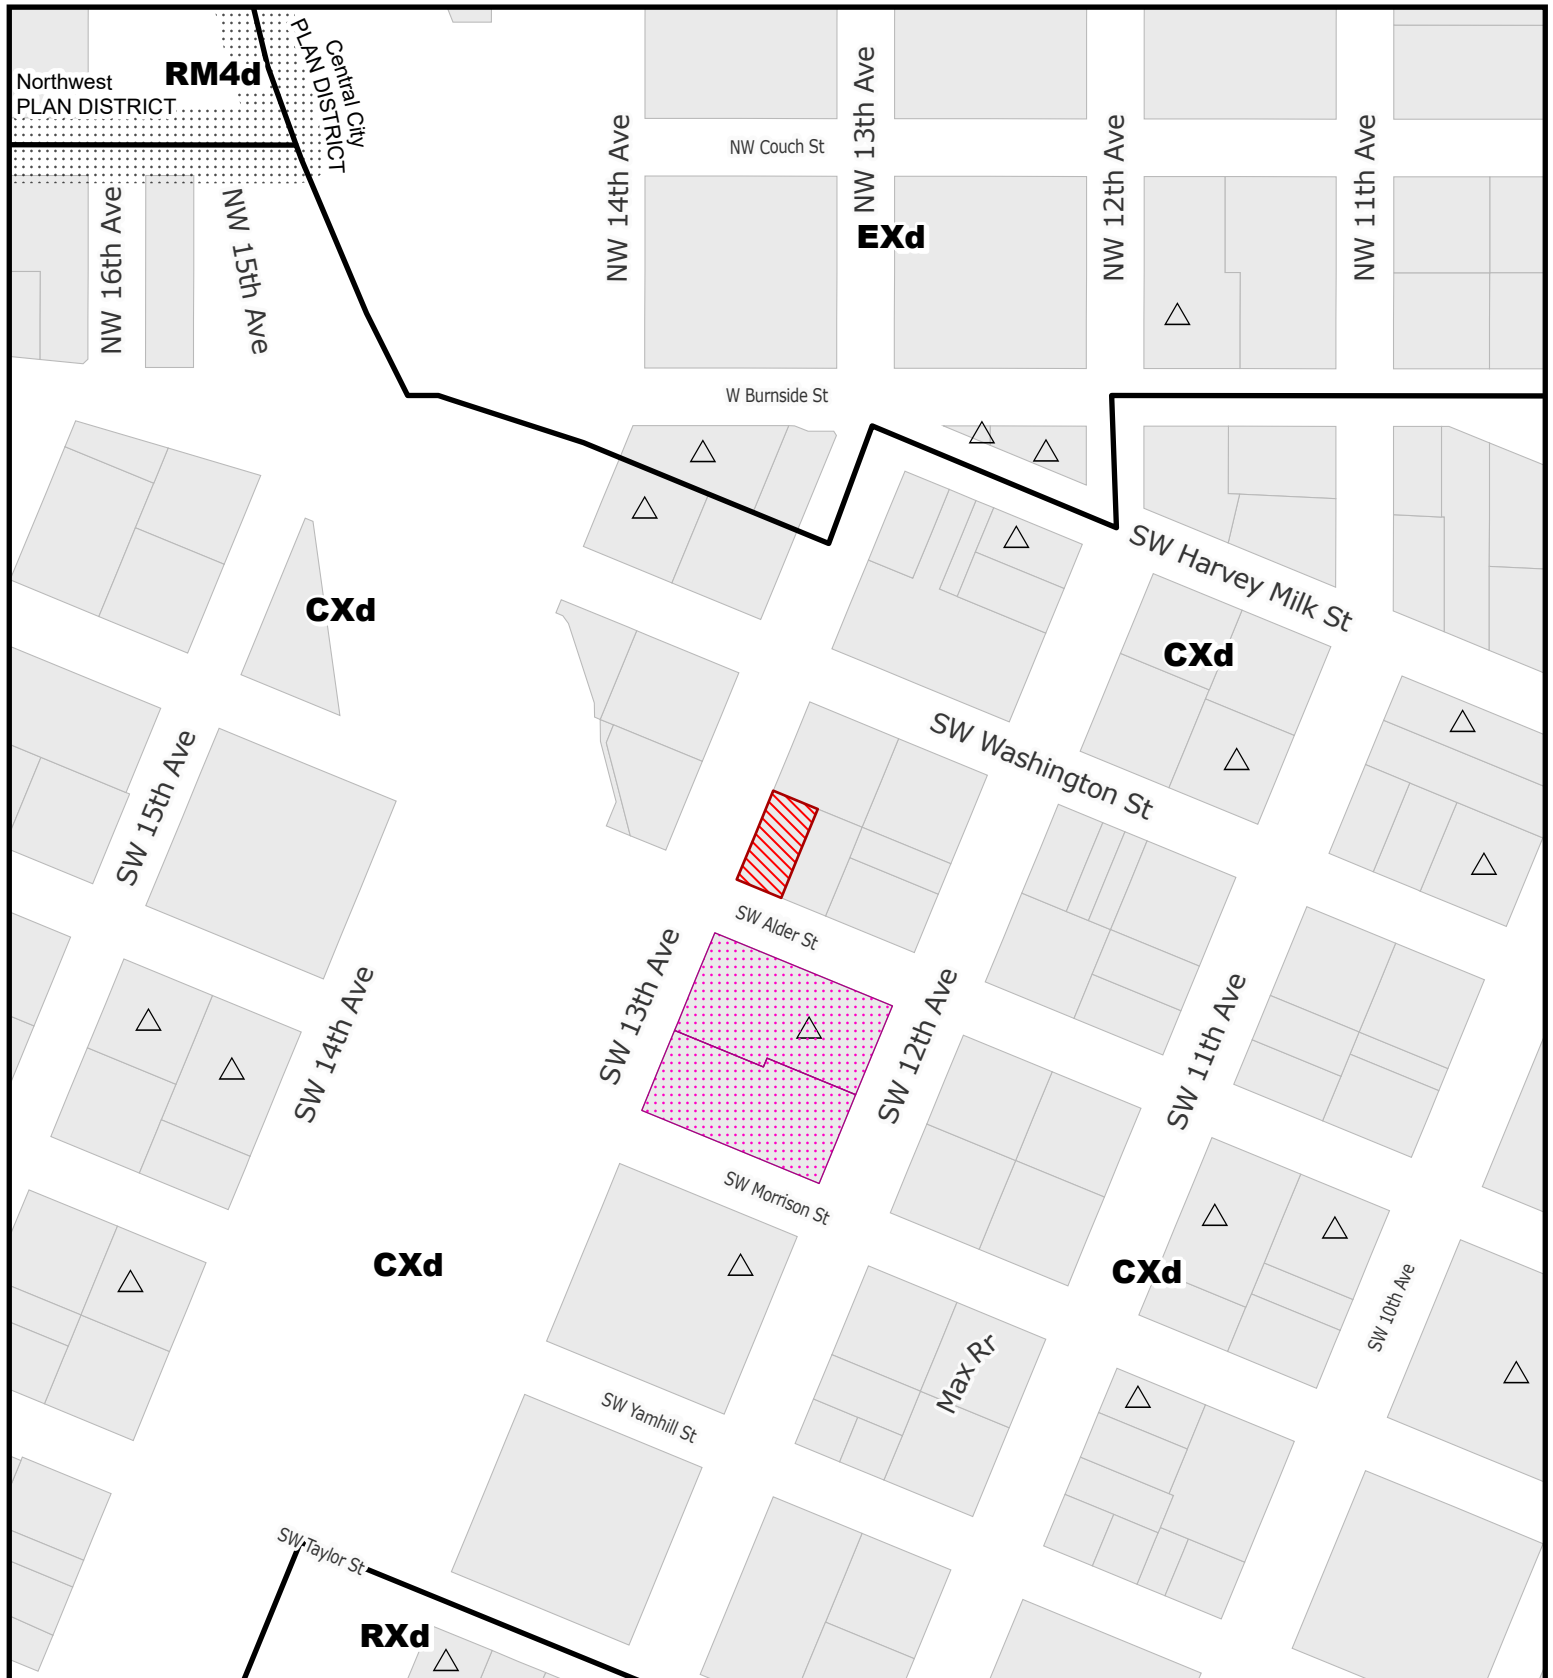 RM4d
Northwest
PLAN DISTRICT
Central City
PLAN DISTRICT
NW Couch St
NW 13th Ave
NW 14th Ave
NW 12th Ave
NW 11th Ave
NW 16th Ave
NW 15th Ave
EXd
W Burnside St
SW Harvey Milk St
CXd
CXd
SW Washington St
SW 15th Ave
SW Alder St
SW 13th Ave
SW 14th Ave
SW 12th Ave
SW 11th Ave
SW Morrison St
CXd
CXd
SW 10th Ave
Max Rr
SW Yamhill St
SW Taylor St
RXd